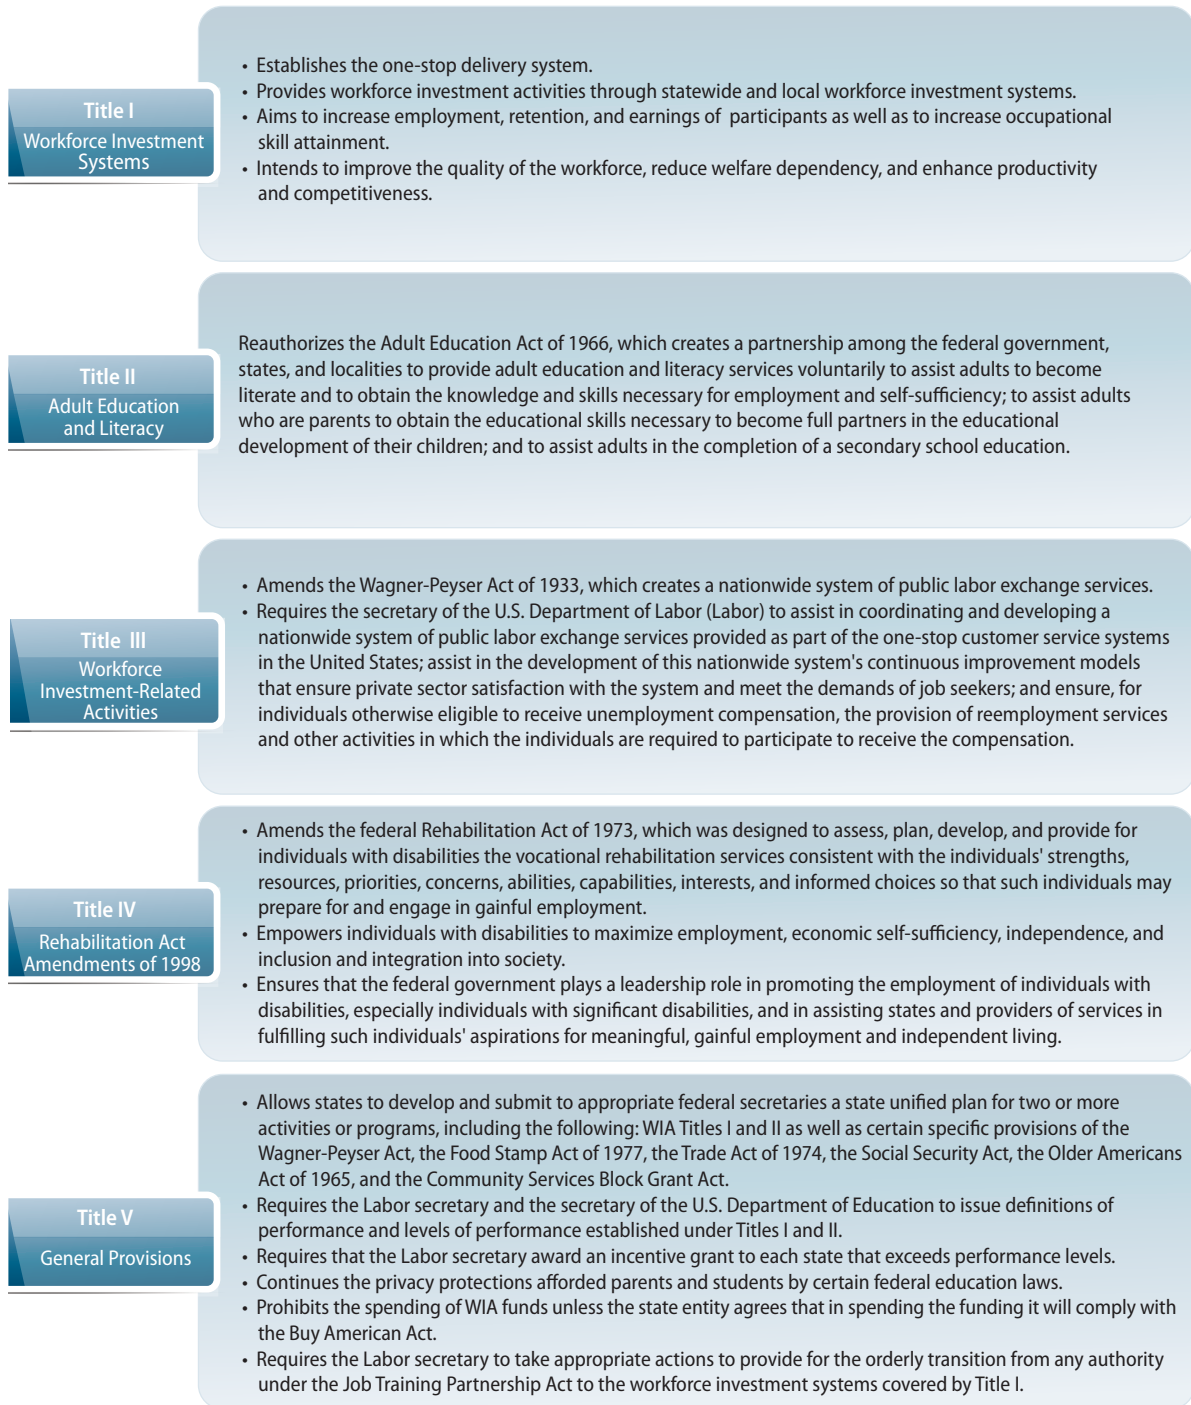 Title I
Workforce Investment
Systems
• Establishes the one-stop delivery system.
• Provides workforce investment activities through statewide and local workforce investment systems.
• Aims to increase employment, retention, and earnings of participants as well as to increase occupational
skill attainment.
• Intends to improve the quality of the workforce, reduce welfare dependency, and enhance productivity
and competitiveness.
Title II
Adult Education
and Literacy
Reauthorizes the Adult Education Act of 1966, which creates a partnership among the federal government,
states, and localities to provide adult education and literacy services voluntarily to assist adults to become
literate and to obtain the knowledge and skills necessary for employment and self-sufficiency; to assist adults
who are parents to obtain the educational skills necessary to become full partners in the educational
development of their children; and to assist adults in the completion of a secondary school education.
Title III
Workforce
Investment-Related
Activities
• Amends the Wagner-Peyser Act of 1933, which creates a nationwide system of public labor exchange services.
• Requires the secretary of the U.S. Department of Labor (Labor) to assist in coordinating and developing a
nationwide system of public labor exchange services provided as part of the one-stop customer service systems
in the United States; assist in the development of this nationwide system's continuous improvement models
that ensure private sector satisfaction with the system and meet the demands of job seekers; and ensure, for
individuals otherwise eligible to receive unemployment compensation, the provision of reemployment services
and other activities in which the individuals are required to participate to receive the compensation.
Title IV
Rehabilitation Act
Amendments of 1998
• Amends the federal Rehabilitation Act of 1973, which was designed to assess, plan, develop, and provide for
individuals with disabilities the vocational rehabilitation services consistent with the individuals' strengths,
resources, priorities, concerns, abilities, capabilities, interests, and informed choices so that such individuals may
prepare for and engage in gainful employment.
• Empowers individuals with disabilities to maximize employment, economic self-sufficiency, independence, and
inclusion and integration into society.
• Ensures that the federal government plays a leadership role in promoting the employment of individuals with
disabilities, especially individuals with significant disabilities, and in assisting states and providers of services in
fulfilling such individuals' aspirations for meaningful, gainful employment and independent living.
Title V
General Provisions
• Allows states to develop and submit to appropriate federal secretaries a state unified plan for two or more
activities or programs, including the following: WIA Titles I and II as well as certain specific provisions of the
Wagner-Peyser Act, the Food Stamp Act of 1977, the Trade Act of 1974, the Social Security Act, the Older Americans
Act of 1965, and the Community Services Block Grant Act.
• Requires the Labor secretary and the secretary of the U.S. Department of Education to issue definitions of
performance and levels of performance established under Titles I and II.
• Requires that the Labor secretary award an incentive grant to each state that exceeds performance levels.
• Continues the privacy protections afforded parents and students by certain federal education laws.
• Prohibits the spending of WIA funds unless the state entity agrees that in spending the funding it will comply with
the Buy American Act.
• Requires the Labor secretary to take appropriate actions to provide for the orderly transition from any authority
under the Job Training Partnership Act to the workforce investment systems covered by Title I.